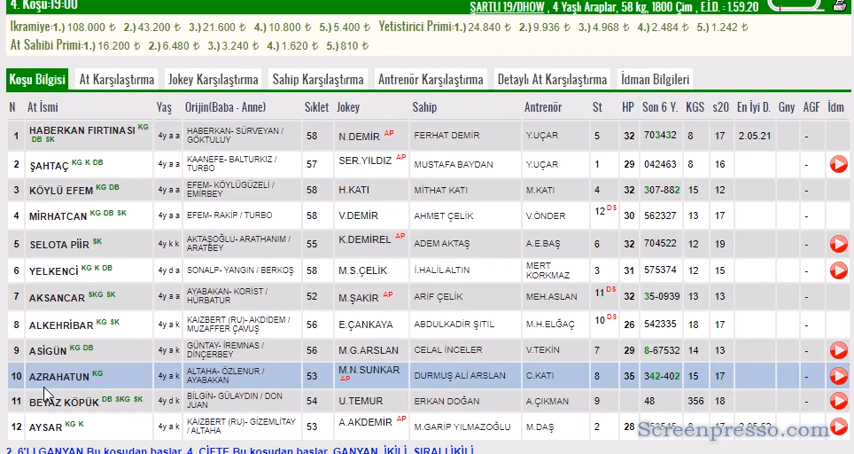 4. Koşu:19:00 ŞARTLI 19/DHÖW , 4 Yaşlı Araplar, 58 kg, 1800 Çim , E.İ.D. : 1.59.20
Ikramiye:1.) 108.000 ₺ 2.) 43.200 ₺ 3.) 21.600 ₺ 4.) 10.800 ₺ 5.) 5.400 ₺ Yetistirici Primi:1.) 24.840 ₺ 2.) 9.936 ₺ 3.) 4.968 ₺ 4.) 2.484 ₺ 5.) 1.242 ₺
At Sahibi Primi:1.) 16.200 ₺ 2.) 6.480 ₺ 3.) 3.240 ₺ 4.) 1.620 ₺ 5.) 810 ₺
Koşu Bilgisi At Karşılaştırma Jokey Karşılaştırma Sahip Karşılaştırma Antrenör Karşılaştırma Detaylı At Karşılaştırma İdman Bilgileri
N At İsmi Yaş Orijin(Baba - Anne) Sıklet Jokey Sahip Antrenör St HP Son 6 Y. KGS s20 En İyi D. Gny AGF İdm
1 HABERKAN FIRTINASI KG DB SK 4y a a HABERKAN- SÜRVEYAN / GÖKTULUY 58 N.DEMİR AP FERHAT DEMİR Y.UÇAR 5 32 703432 8 17 2.05.21 -
2 ŞAHTAÇ KG K DB 4y a a KAANEFE- BALTURKIZ / TURBO 57 SER.YILDIZ AP MUSTAFA BAYDAN Y.UÇAR 1 29 042463 8 16 -
3 KÖYLÜ EFEM KG DB 4y a a EFEM- KÖYLÜGÜZELİ / EMİRBEY 58 H.KATI MİTHAT KATI M.KATI 4 32 307-882 15 12 -
4 MİRHATCAN KG DB SK 4y a a EFEM- RAKİP / TURBO 58 V.DEMİR AHMET ÇELİK V.ÖNDER 12 DS 30 562327 13 17 -
5 SELOTA PİİR SK 4y k k AKTAŞOĞLU- ARATHANIM / ARATBEY 55 K.DEMİREL AP ADEM AKTAŞ A.E.BAŞ 6 32 704522 12 19 -
6 YELKENCİ KG K DB 4y d a SONALP- YANGIN / BERKOŞ 58 M.S.ÇELİK İ.HALİL ALTIN MERT KORKMAZ 3 31 575374 12 15 -
7 AKSANCAR SKG SK 4y a a AYABAKAN- KORİST / HURBATUR 52 M.ŞAKİR AP ARİF ÇELİK MEH.ASLAN 11 DS 32 35-0939 13 13 -
8 ALKEHRİBAR KG SK 4y a k KAIZBERT (RU)- AKDİDEM / MUZAFFER ÇAVUŞ 56 E.ÇANKAYA ABDULKADİR ŞITIL M.H.ELĞAÇ 10 DS 26 542335 18 17 -
9 ASİGÜN KG DB 4y a k GÜNTAY- İREMNAS / DİNÇERBEY 56 M.G.ARSLAN CELAL İNCELER V.TEKİN 7 29 8-67532 14 13 -
10 AZRAHATUN KG 4y a k ALTAHA- ÖZLENUR / AYABAKAN 53 M.N.SUNKAR AP DURMUŞ ALİ ARSLAN C.KATI 8 35 342-402 15 17 -
11 BEYAZ KÖPÜK DB SKG SK 4y d k BİLGİN- GÜLAYDIN / DON JUAN 54 U.TEMUR ERKAN DOĞAN A.ÇIKMAN 9 48 356 18 -
12 AYSAR KG K 4y a k KAIZBERT (RU)- GİZEMLİTAY / ALTAHA 53 A.AKDEMİR AP M.GARİP YILMAZOĞLU M.DAŞ 2 -
Screenpresso.com
2. 6'LI GANYAN Bu koşudan başlar. 4. ÇİFTE Bu koşudan başlar. GANYAN, İKİLİ, SIRALI İKİLİ